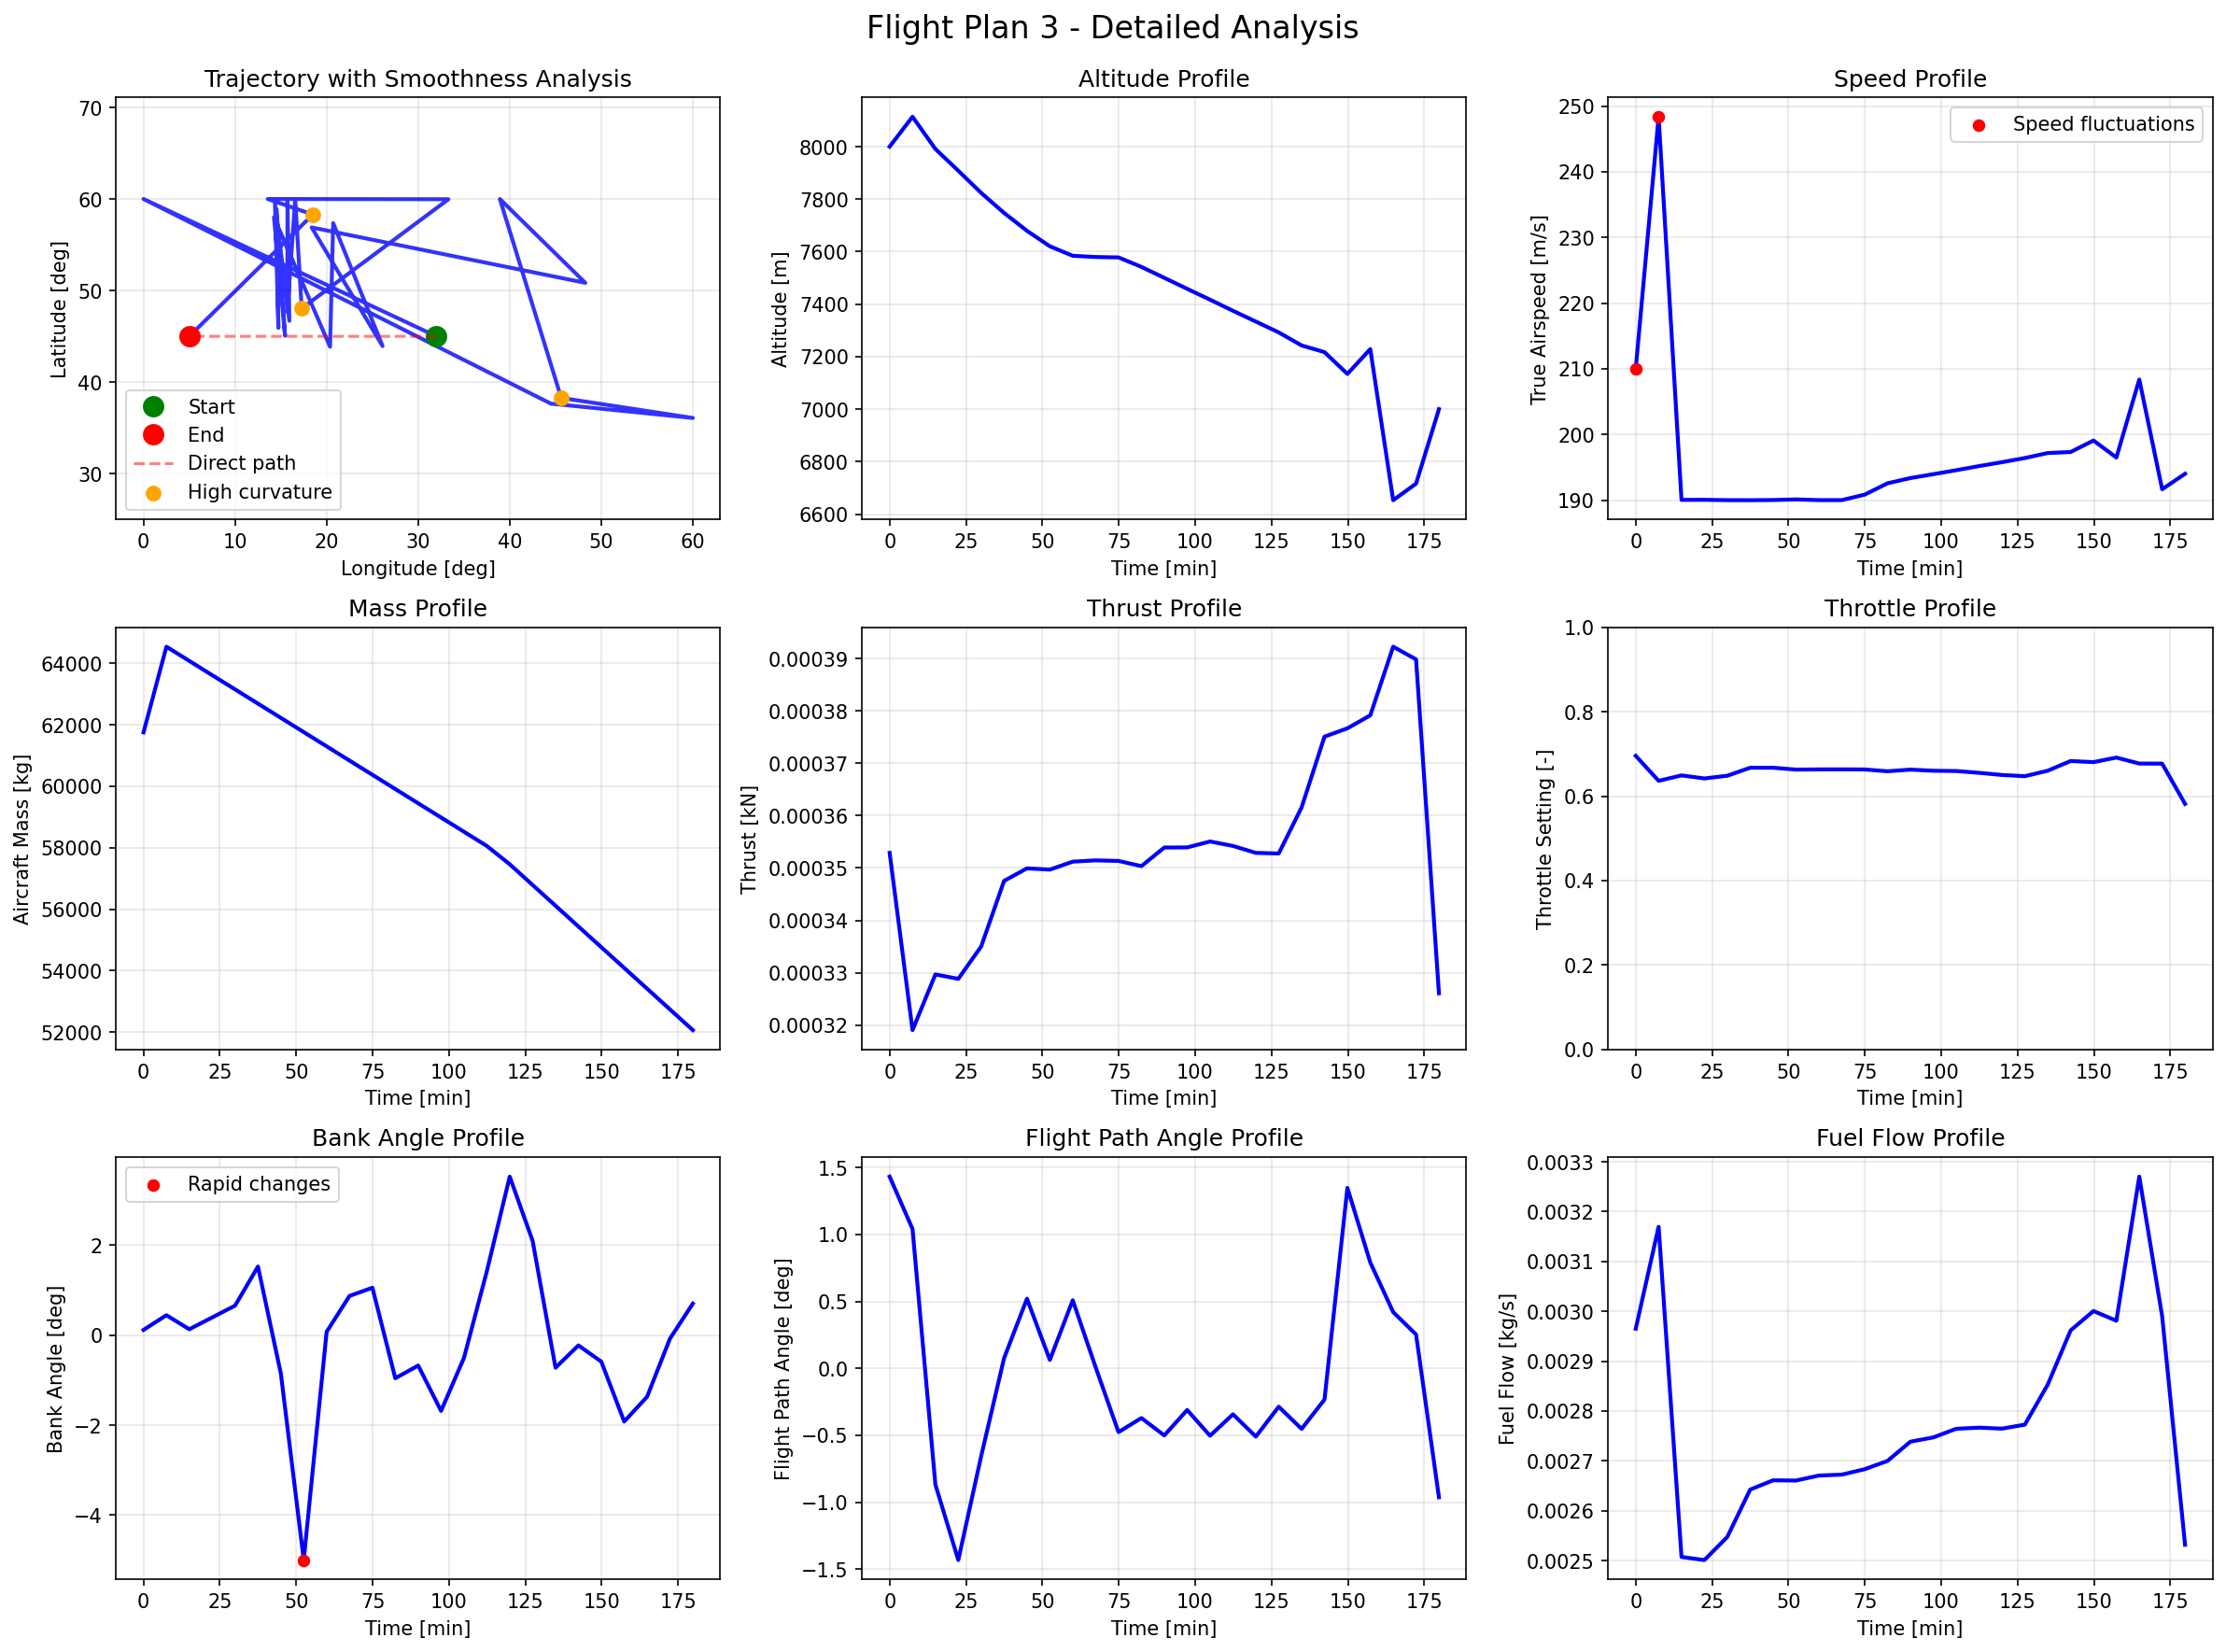 Flight Plan 3 - Detailed Analysis
Trajectory with Smoothness Analysis
70
60
50
40
30
Latitude [deg]
Start
End
Direct path
High curvature
0 10 20 30 40 50 60
Longitude [deg]
Altitude Profile
8000
7800
7600
7400
7200
7000
6800
6600
Altitude [m]
0 25 50 75 100 125 150 175
Time [min]
Speed Profile
250
240
230
220
210
200
190
True Airspeed [m/s]
Speed fluctuations
0 25 50 75 100 125 150 175
Time [min]
Mass Profile
64000
62000
60000
58000
56000
54000
52000
Aircraft Mass [kg]
0 25 50 75 100 125 150 175
Time [min]
Thrust Profile
0.00039
0.00038
0.00037
0.00036
0.00035
0.00034
0.00033
0.00032
Thrust [kN]
0 25 50 75 100 125 150 175
Time [min]
Throttle Profile
1.0
0.8
0.6
0.4
0.2
0.0
Throttle Setting [-]
0 25 50 75 100 125 150 175
Time [min]
Bank Angle Profile
Rapid changes
2
0
−2
−4
Bank Angle [deg]
0 25 50 75 100 125 150 175
Time [min]
Flight Path Angle Profile
1.5
1.0
0.5
0.0
−0.5
−1.0
−1.5
Flight Path Angle [deg]
0 25 50 75 100 125 150 175
Time [min]
Fuel Flow Profile
0.0033
0.0032
0.0031
0.0030
0.0029
0.0028
0.0027
0.0026
0.0025
Fuel Flow [kg/s]
0 25 50 75 100 125 150 175
Time [min]